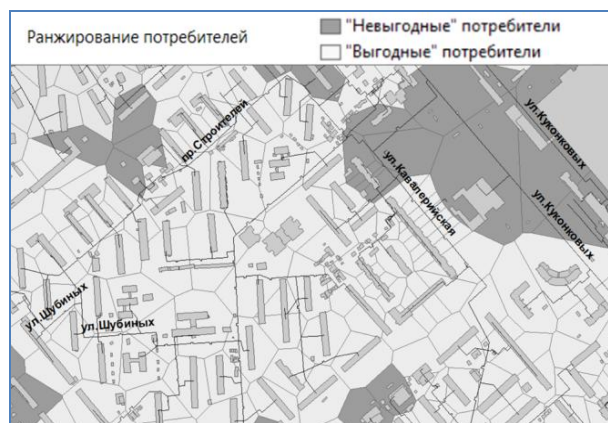 Ранжирование потребителей
"Невыгодные" потребители
"Выгодные" потребители
пр.Строителей
ул.Куконковых
ул.Кавалерийская
ул.Куконковых
ул.Шубиных
ул.Шубиных